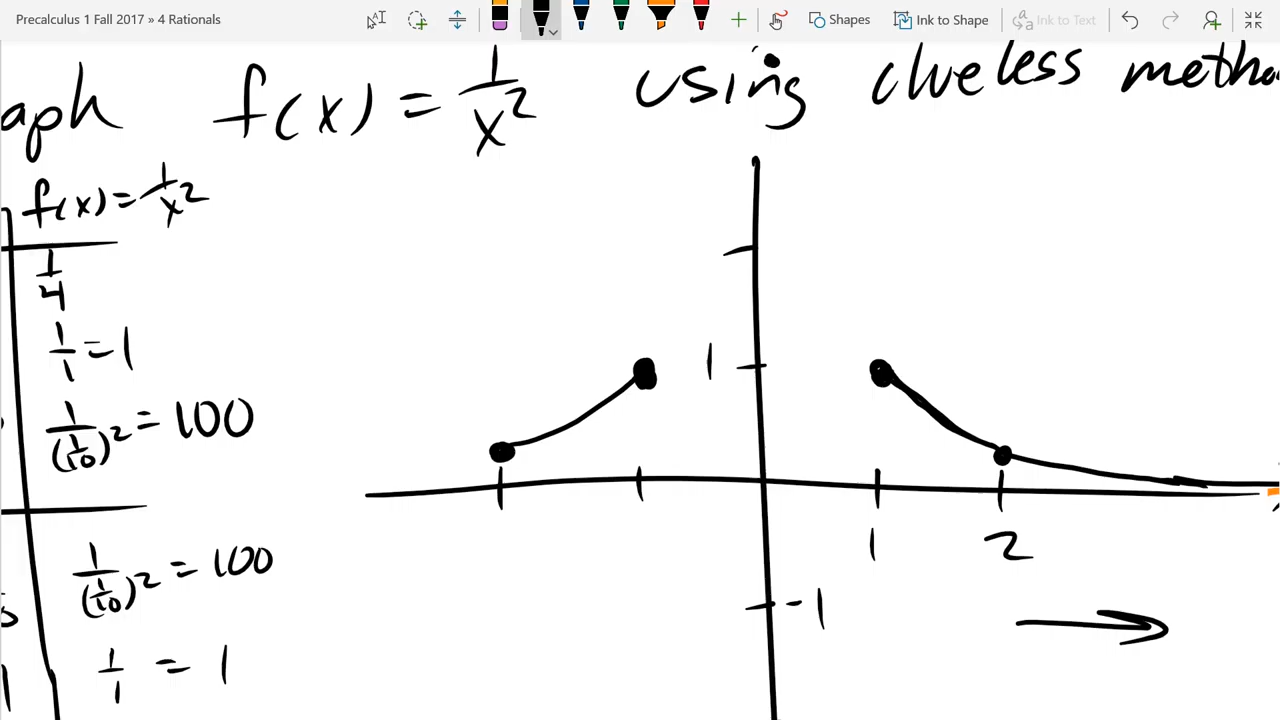 Precalculus 1 Fall 2017 » 4 Rationals
Shapes
Ink to Shape
Ink to Text
aph f(x) = 1/x² using clueless metho
f(x) = 1/x²
1/4
1/1 = 1
1/(1/10)² = 100
1/(1/10)² = 100
1/1 = 1
1
1
2
-1